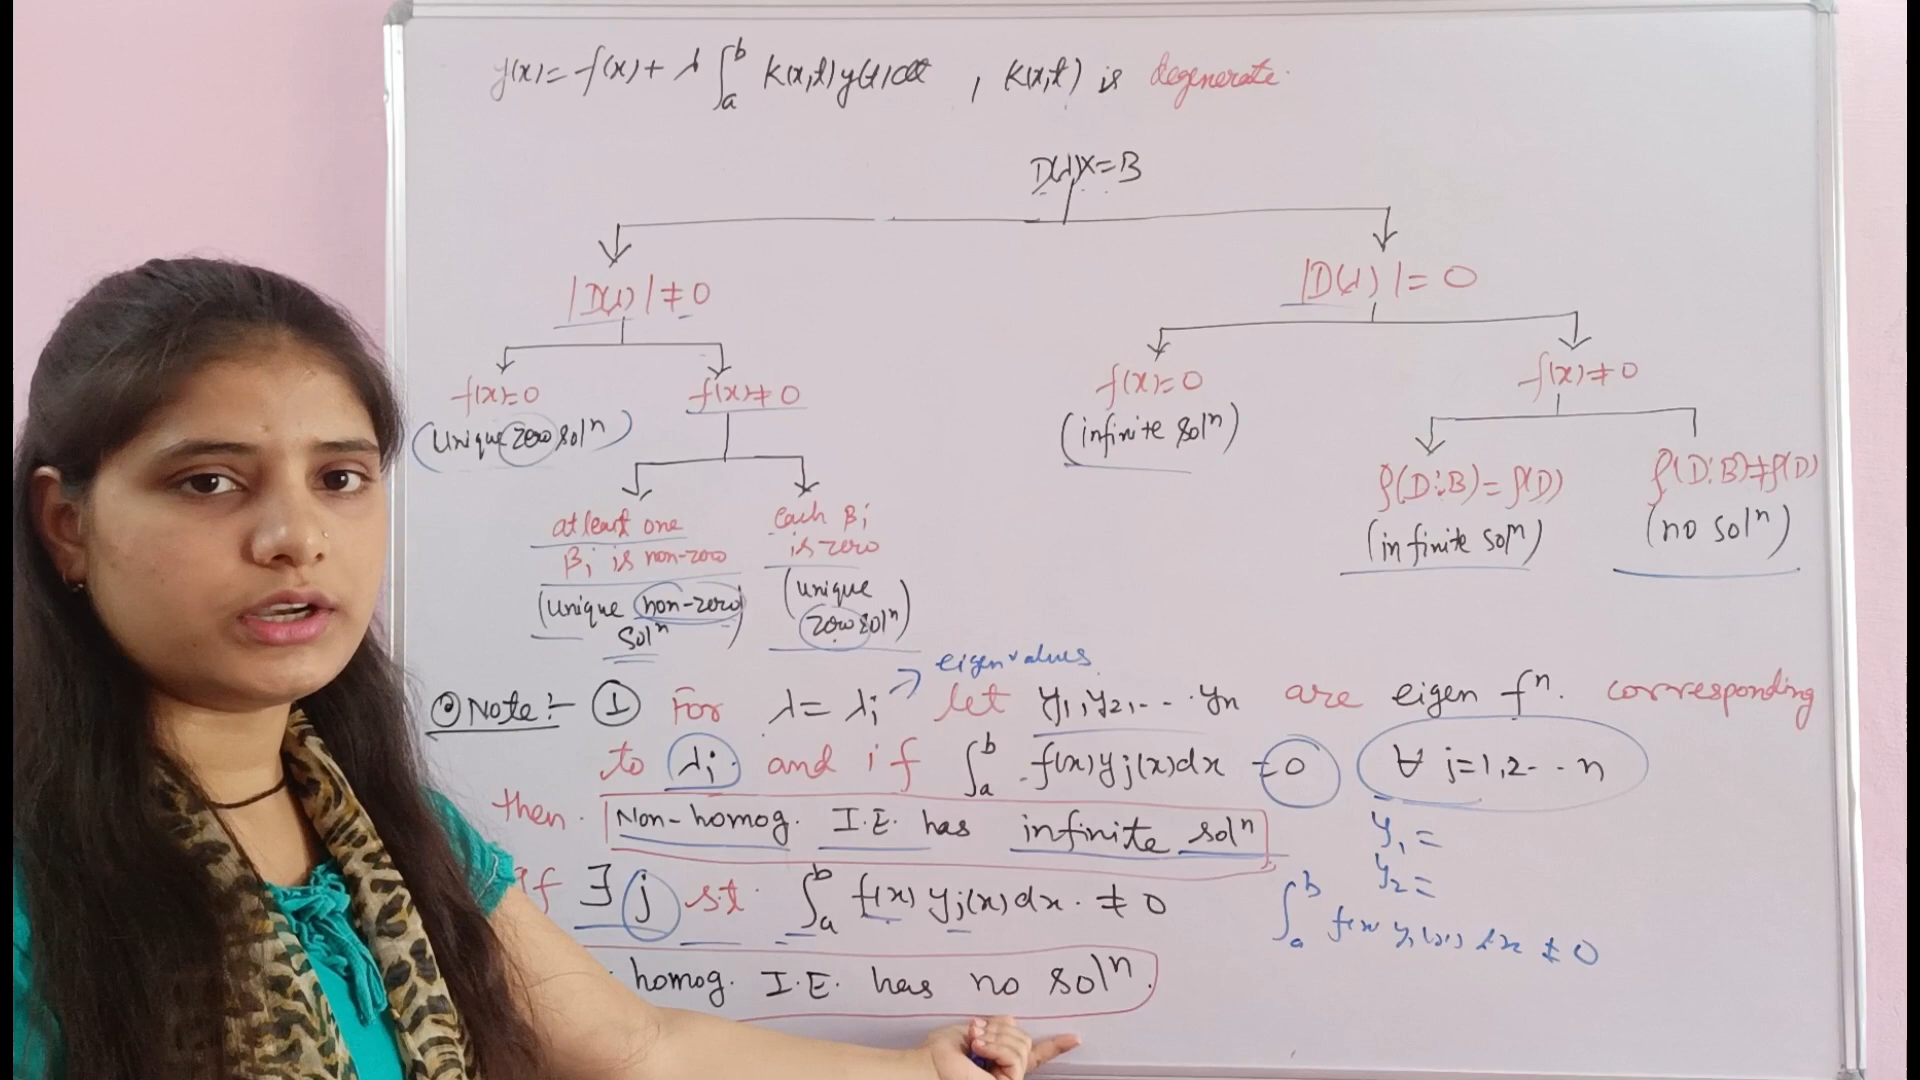 y(x) = f(x) + λ ∫_a^b K(x,t) y(t) dt , K(x,t) is degenerate.
D(λ)X = B
|D(λ)| ≠ 0
|D(λ)| = 0
f(x) = 0
f(x) ≠ 0
f(x) = 0
f(x) ≠ 0
(Unique zero solⁿ)
(infinite solⁿ)
at least one
Bᵢ is non-zero
(Unique non-zero
solⁿ)
each Bᵢ
is zero
(unique
zero solⁿ)
ρ(D:B) = ρ(D)
(infinite solⁿ)
ρ(D:B) ≠ ρ(D)
(no solⁿ)
eigenvalues
Note :- ① For λ = λᵢ let y₁, y₂, ... yn are eigen fⁿ. corresponding
to λᵢ and if ∫_a^b f(x) yj(x) dx = 0 ∀ j = 1, 2 - - n
then Non-homog. I.E. has infinite solⁿ
If ∃ j s.t. ∫_a^b f(x) yj(x) dx ≠ 0
homog. I.E. has no solⁿ.
y₁ =
y₂ =
∫_a^b f(x) y₁(x) dx ≠ 0